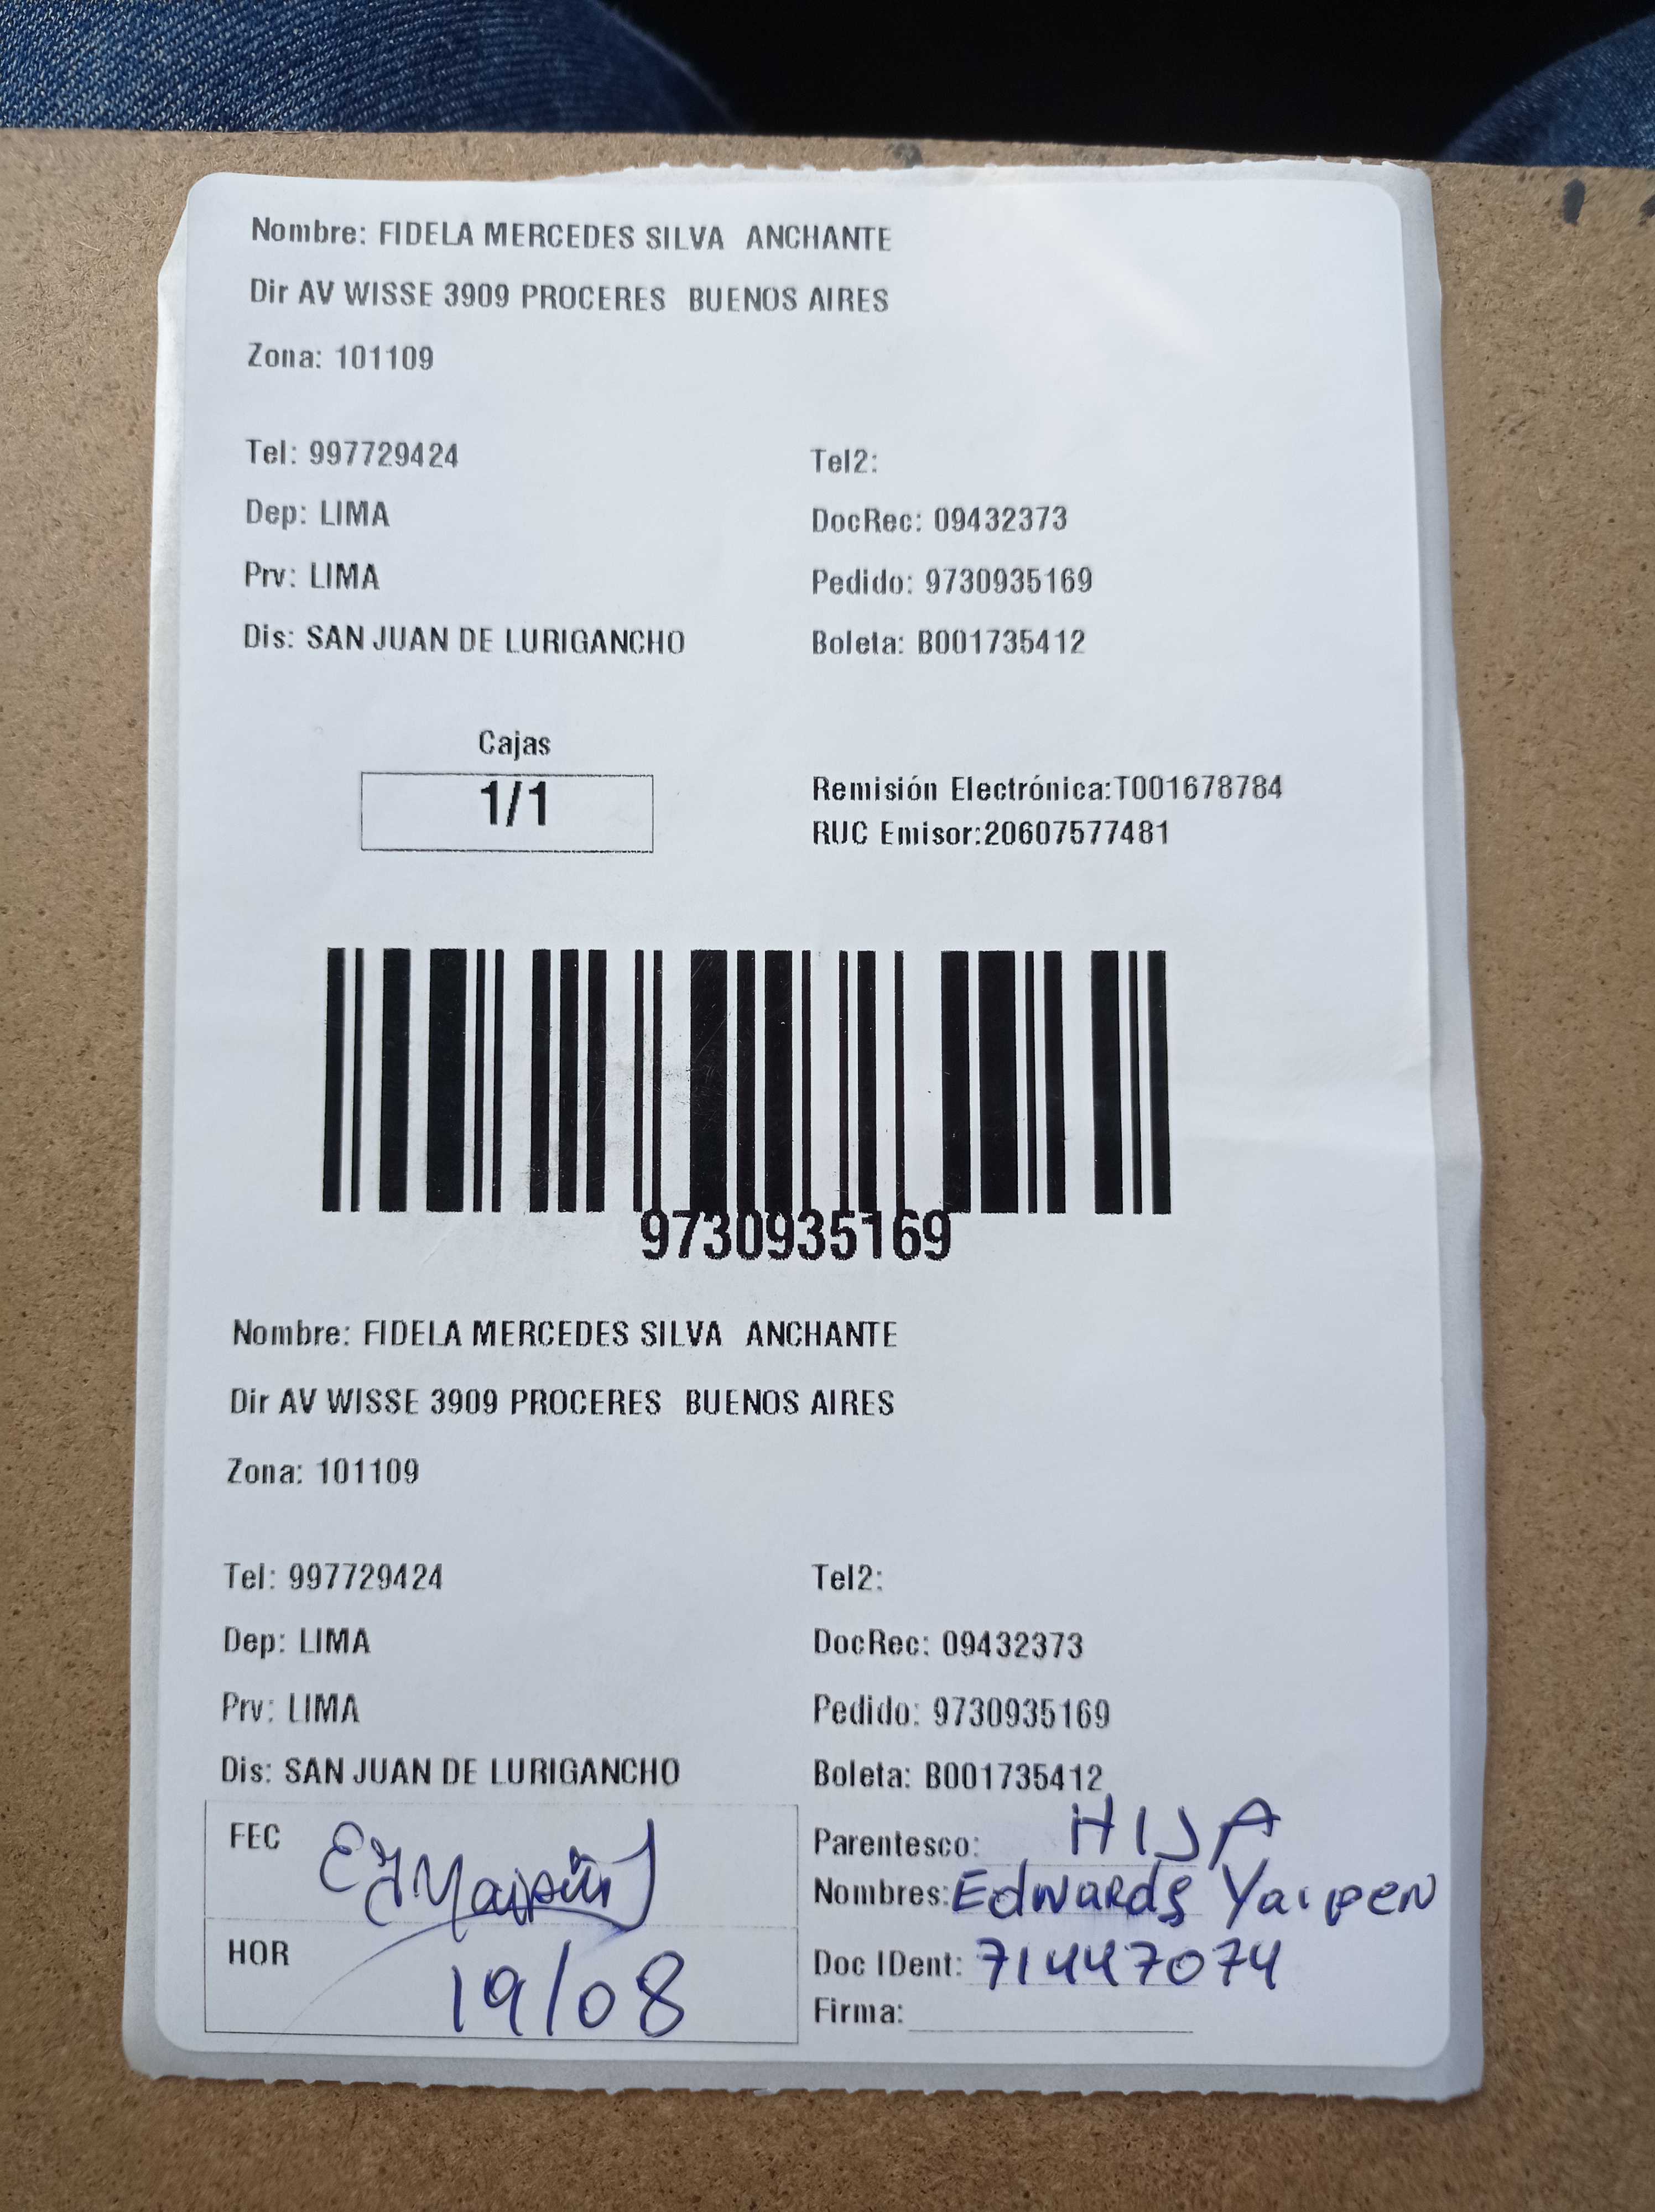 Nombre: FIDELA MERCEDES SILVA ANCHANTE
Dir AV WISSE 3909 PROCERES BUENOS AIRES
Zona: 101109
Tel: 997729424
Tel2:
Dep: LIMA
DocRec: 09432373
Prv: LIMA
Pedido: 9730935169
Dis: SAN JUAN DE LURIGANCHO
Boleta: B001735412
Cajas
1/1
Remisión Electrónica:T001678784
RUC Emisor:20607577481
9730935169
Nombre: FIDELA MERCEDES SILVA ANCHANTE
Dir AV WISSE 3909 PROCERES BUENOS AIRES
Zona: 101109
Tel: 997729424
Tel2:
Dep: LIMA
DocRec: 09432373
Prv: LIMA
Pedido: 9730935169
Dis: SAN JUAN DE LURIGANCHO
Boleta: B001735412
FEC
Parentesco: HIJA
Nombres: Edwards Yaipen
HOR 19/08
Doc IDent: 71447074
Firma: